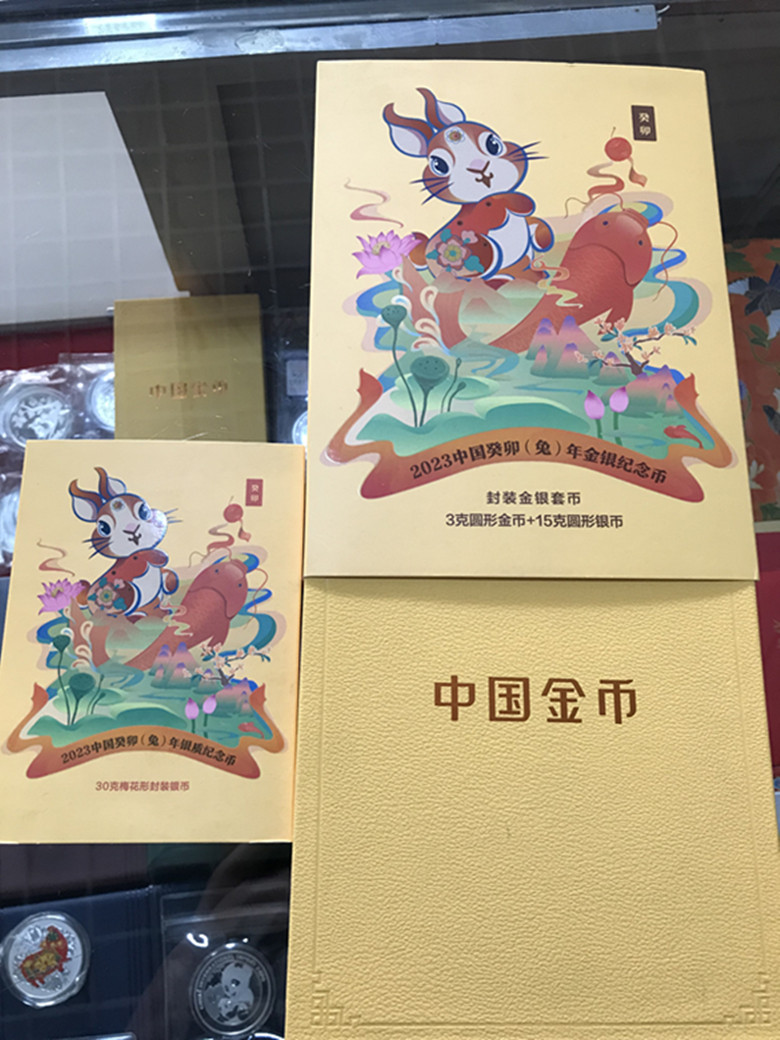 癸卯
2023中国癸卯（兔）年金银纪念币
封装金银套币
3克圆形金币+15克圆形银币
中国金币
癸卯
2023中国癸卯（兔）年银质纪念币
30克梅花形封装银币
中国金币